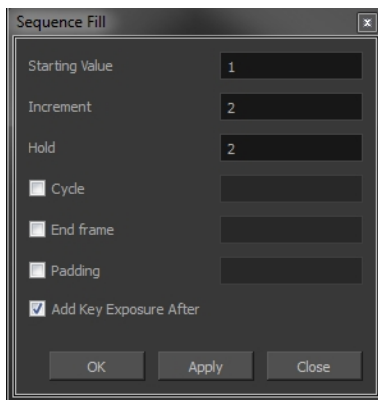 Sequence Fill
Starting Value 1
Increment 2
Hold 2
Cycle
End frame
Padding
Add Key Exposure After
OK Apply Close